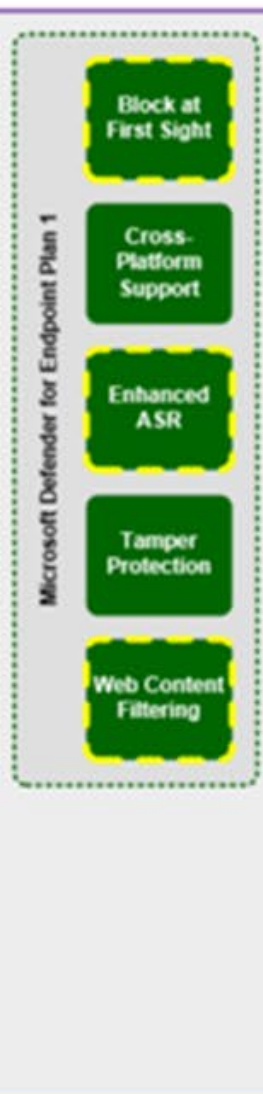 Microsoft Defender for Endpoint Plan 1
Block at
First Sight
Cross-
Platform
Support
Enhanced
ASR
Tamper
Protection
Web Content
Filtering